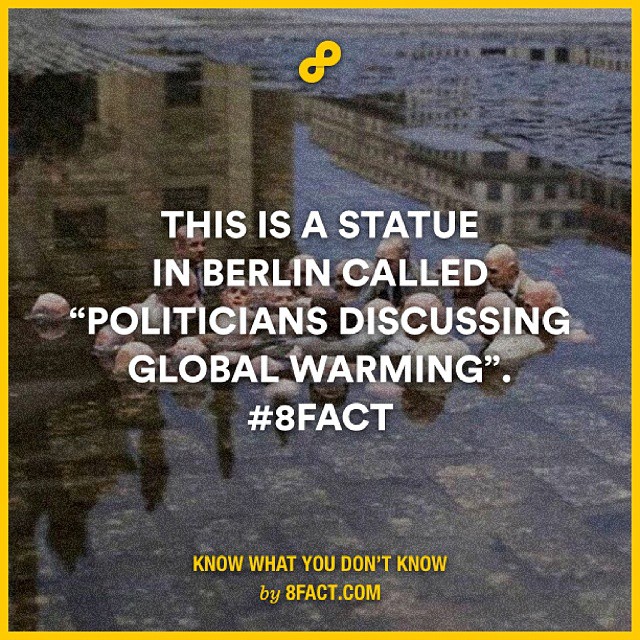 THIS IS A STATUE
IN BERLIN CALLED
“POLITICIANS DISCUSSING
GLOBAL WARMING”.
#8FACT
KNOW WHAT YOU DON’T KNOW
by 8FACT.COM